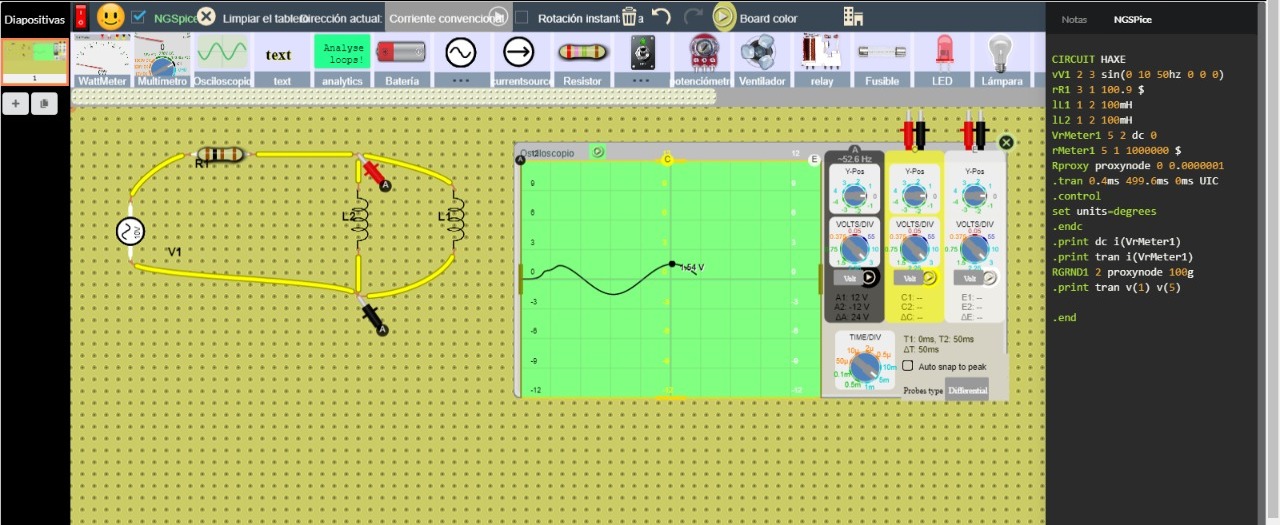 Diapositivas
NGSpice
Limpiar el tablero
Dirección actual:
Corriente convencional
Rotación instant
a
Board color
Notas
NGSPice
text
Analyse
loops!
WattMeter
Multímetro
Osciloscopio
text
analytics
Batería
...
currentsource
Resistor
...
potenciómetro
Ventilador
relay
Fusible
LED
Lámpara
1
R1
L2
L1
V1
10V
A
A
Osciloscopio
A
12
C
12
E
9
6
3
0
-3
-6
-9
-12
1.54 V
A
~52.6 Hz
Y-Pos
Y-Pos
Y-Pos
VOLTS/DIV
VOLTS/DIV
VOLTS/DIV
Volt
Volt
Volt
A1: 12 V
A2: -12 V
ΔA: 24 V
C1: --
C2: --
ΔC: --
E1: --
E2: --
ΔE: --
TIME/DIV
T1: 0ms, T2: 50ms
ΔT: 50ms
Auto snap to peak
Probes type
Differential
CIRCUIT HAXE
vV1 2 3 sin(0 10 50hz 0 0 0)
rR1 3 1 100.9 $
lL1 1 2 100mH
lL2 1 2 100mH
VrMeter1 5 2 dc 0
rMeter1 5 1 1000000 $
Rproxy proxynode 0 0.0000001
.tran 0.4ms 499.6ms 0ms UIC
.control
set units=degrees
.endc
.print dc i(VrMeter1)
.print tran i(VrMeter1)
RGRND1 2 proxynode 100g
.print tran v(1) v(5)
.end